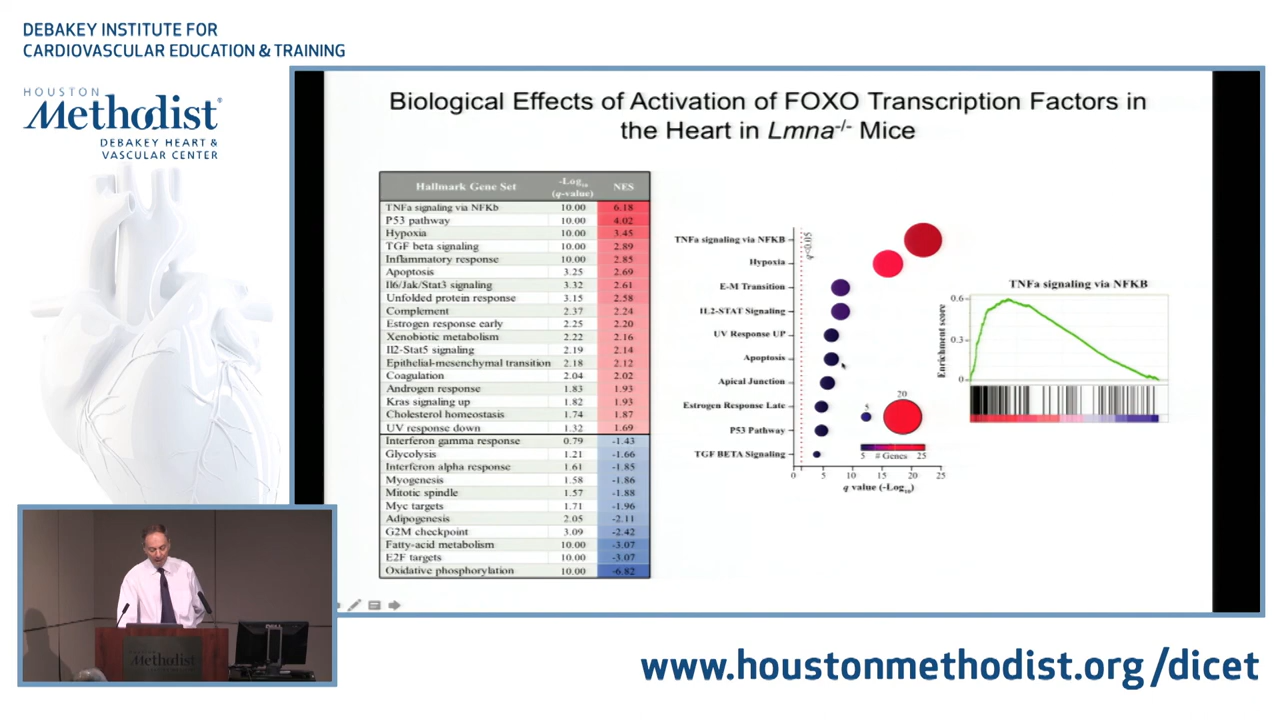 DEBAKEY INSTITUTE FOR
CARDIOVASCULAR EDUCATION & TRAINING
HOUSTON
Methodist®
DEBAKEY HEART &
VASCULAR CENTER
Biological Effects of Activation of FOXO Transcription Factors in
the Heart in Lmna-/- Mice
Hallmark Gene Set -Log10 (q-value) NES
TNFa signaling via NFKb 10.00 6.18
P53 pathway 10.00 4.02
Hypoxia 10.00 3.45
TGF beta signaling 10.00 2.89
Inflammatory response 10.00 2.85
Apoptosis 3.25 2.69
Il6/Jak/Stat3 signaling 3.32 2.61
Unfolded protein response 3.15 2.58
Complement 2.37 2.24
Estrogen response early 2.25 2.20
Xenobiotic metabolism 2.22 2.16
Il2-Stat5 signaling 2.19 2.14
Epithelial-mesenchymal transition 2.18 2.12
Coagulation 2.04 2.02
Androgen response 1.83 1.93
Kras signaling up 1.82 1.93
Cholesterol homeostasis 1.74 1.87
UV response down 1.32 1.69
Interferon gamma response 0.79 -1.43
Glycolysis 1.21 -1.66
Interferon alpha response 1.61 -1.85
Myogenesis 1.58 -1.86
Mitotic spindle 1.57 -1.88
Myc targets 1.71 -1.96
Adipogenesis 2.05 -2.11
G2M checkpoint 3.09 -2.42
Fatty-acid metabolism 10.00 -3.07
E2F targets 10.00 -3.07
Oxidative phosphorylation 10.00 -6.82
q<0.05
TNFa signaling via NFKB
Hypoxia
E-M Transition
IL2-STAT Signaling
UV Response UP
Apoptosis
Apical Junction
Estrogen Response Late
P53 Pathway
TGF BETA Signaling
20
5
5 # Genes 25
0 5 10 15 20 25
q value (-Log10)
TNFa signaling via NFKB
Enrichment score
0.6
0.3
0
DELL
Methodist
www.houstonmethodist.org /dicet